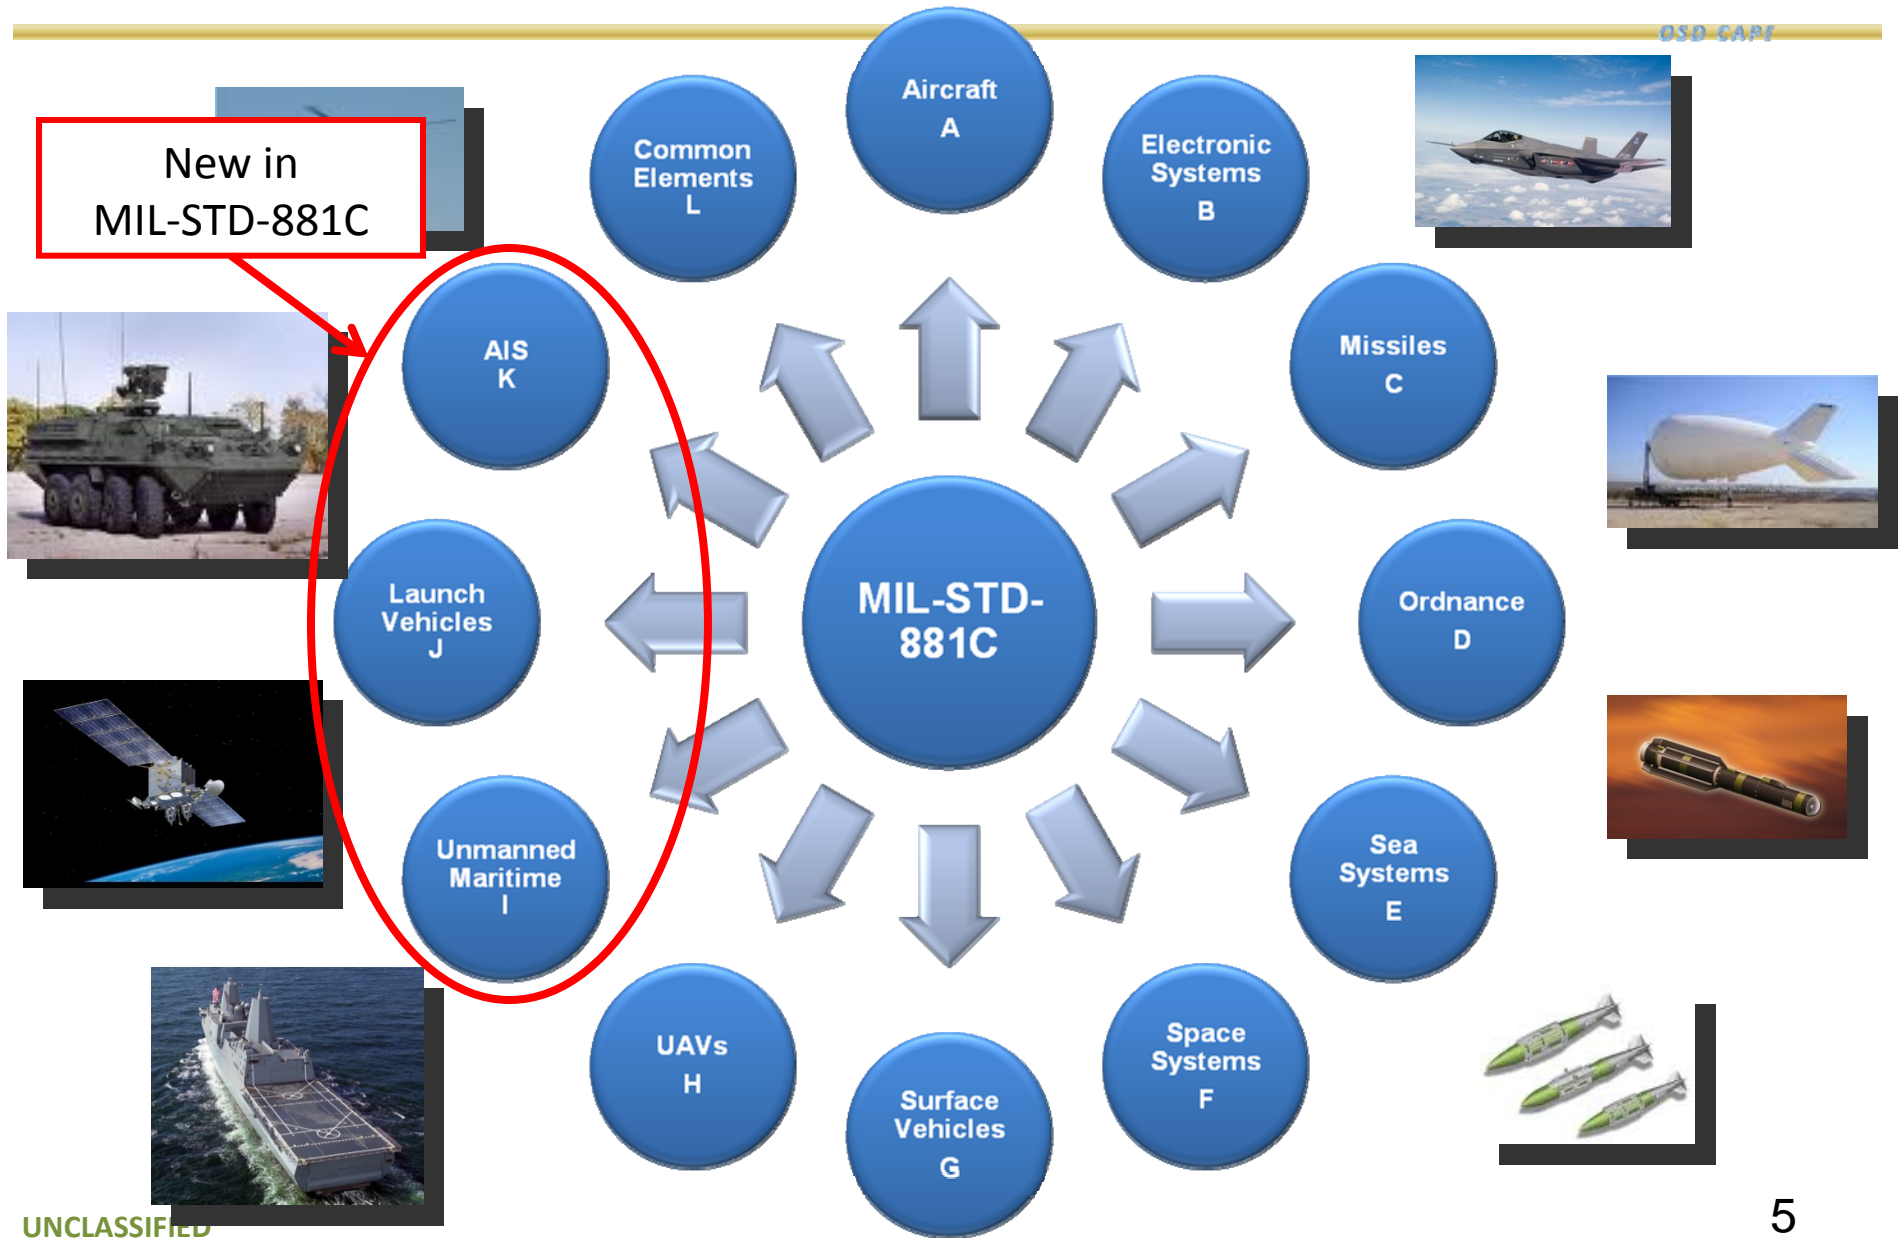 OSD CAPE
New in
MIL-STD-881C
Aircraft
A
Electronic
Systems
B
Missiles
C
Ordnance
D
Sea
Systems
E
Space
Systems
F
Surface
Vehicles
G
UAVs
H
Unmanned
Maritime
I
Launch
Vehicles
J
AIS
K
Common
Elements
L
MIL-STD-
881C
UNCLASSIFIED
5